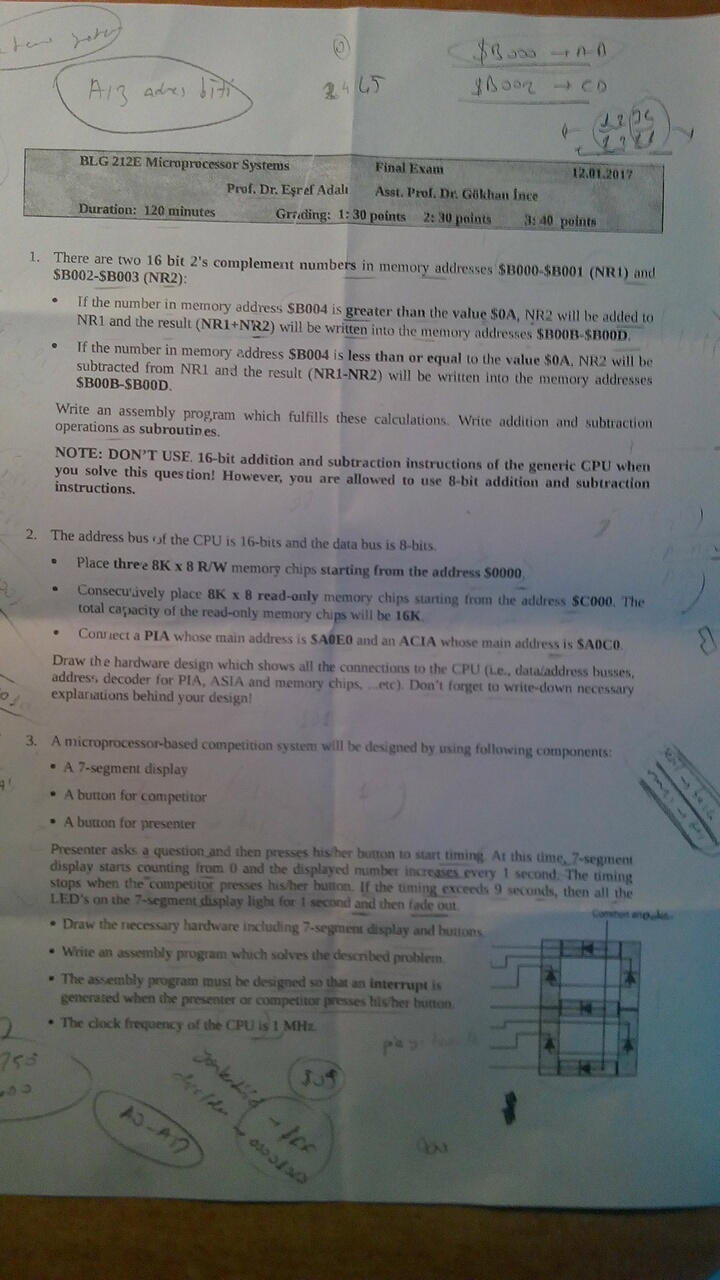 $B000 → AB
A13 adres biti
$B002 → CD
BLG 212E Microprocessor Systems Final Exam 12.01.2017
Prof. Dr. Eşref Adalı Asst. Prof. Dr. Gökhan İnce
Duration: 120 minutes Grading: 1: 30 points 2: 30 points 3: 40 points
1. There are two 16 bit 2's complement numbers in memory addresses $B000-$B001 (NR1) and
$B002-$B003 (NR2):
• If the number in memory address $B004 is greater than the value $0A, NR2 will be added to
NR1 and the result (NR1+NR2) will be written into the memory addresses $B00B-$B00D.
• If the number in memory address $B004 is less than or equal to the value $0A, NR2 will be
subtracted from NR1 and the result (NR1-NR2) will be written into the memory addresses
$B00B-$B00D.
Write an assembly program which fulfills these calculations. Write addition and subtraction
operations as subroutines.
NOTE: DON'T USE 16-bit addition and subtraction instructions of the generic CPU when
you solve this question! However, you are allowed to use 8-bit addition and subtraction
instructions.
2. The address bus of the CPU is 16-bits and the data bus is 8-bits.
• Place three 8K x 8 R/W memory chips starting from the address $0000.
• Consecutively place 8K x 8 read-only memory chips starting from the address $C000. The
total capacity of the read-only memory chips will be 16K.
• Connect a PIA whose main address is $A0E0 and an ACIA whose main address is $A0C0.
Draw the hardware design which shows all the connections to the CPU (i.e., data/address busses,
address decoder for PIA, ASIA and memory chips, ...etc). Don't forget to write-down necessary
explanations behind your design!
3. A microprocessor-based competition system will be designed by using following components:
• A 7-segment display
• A button for competitor
• A button for presenter
Presenter asks a question and then presses his/her button to start timing. At this time, 7-segment
display starts counting from 0 and the displayed number increases every 1 second. The timing
stops when the competitor presses his/her button. If the timing exceeds 9 seconds, then all the
LED's on the 7-segment display light for 1 second and then fade out.
Common anode
• Draw the necessary hardware including 7-segment display and buttons.
• Write an assembly program which solves the described problem.
• The assembly program must be designed so that an interrupt is
generated when the presenter or competitor presses his/her button.
• The clock frequency of the CPU is 1 MHz.